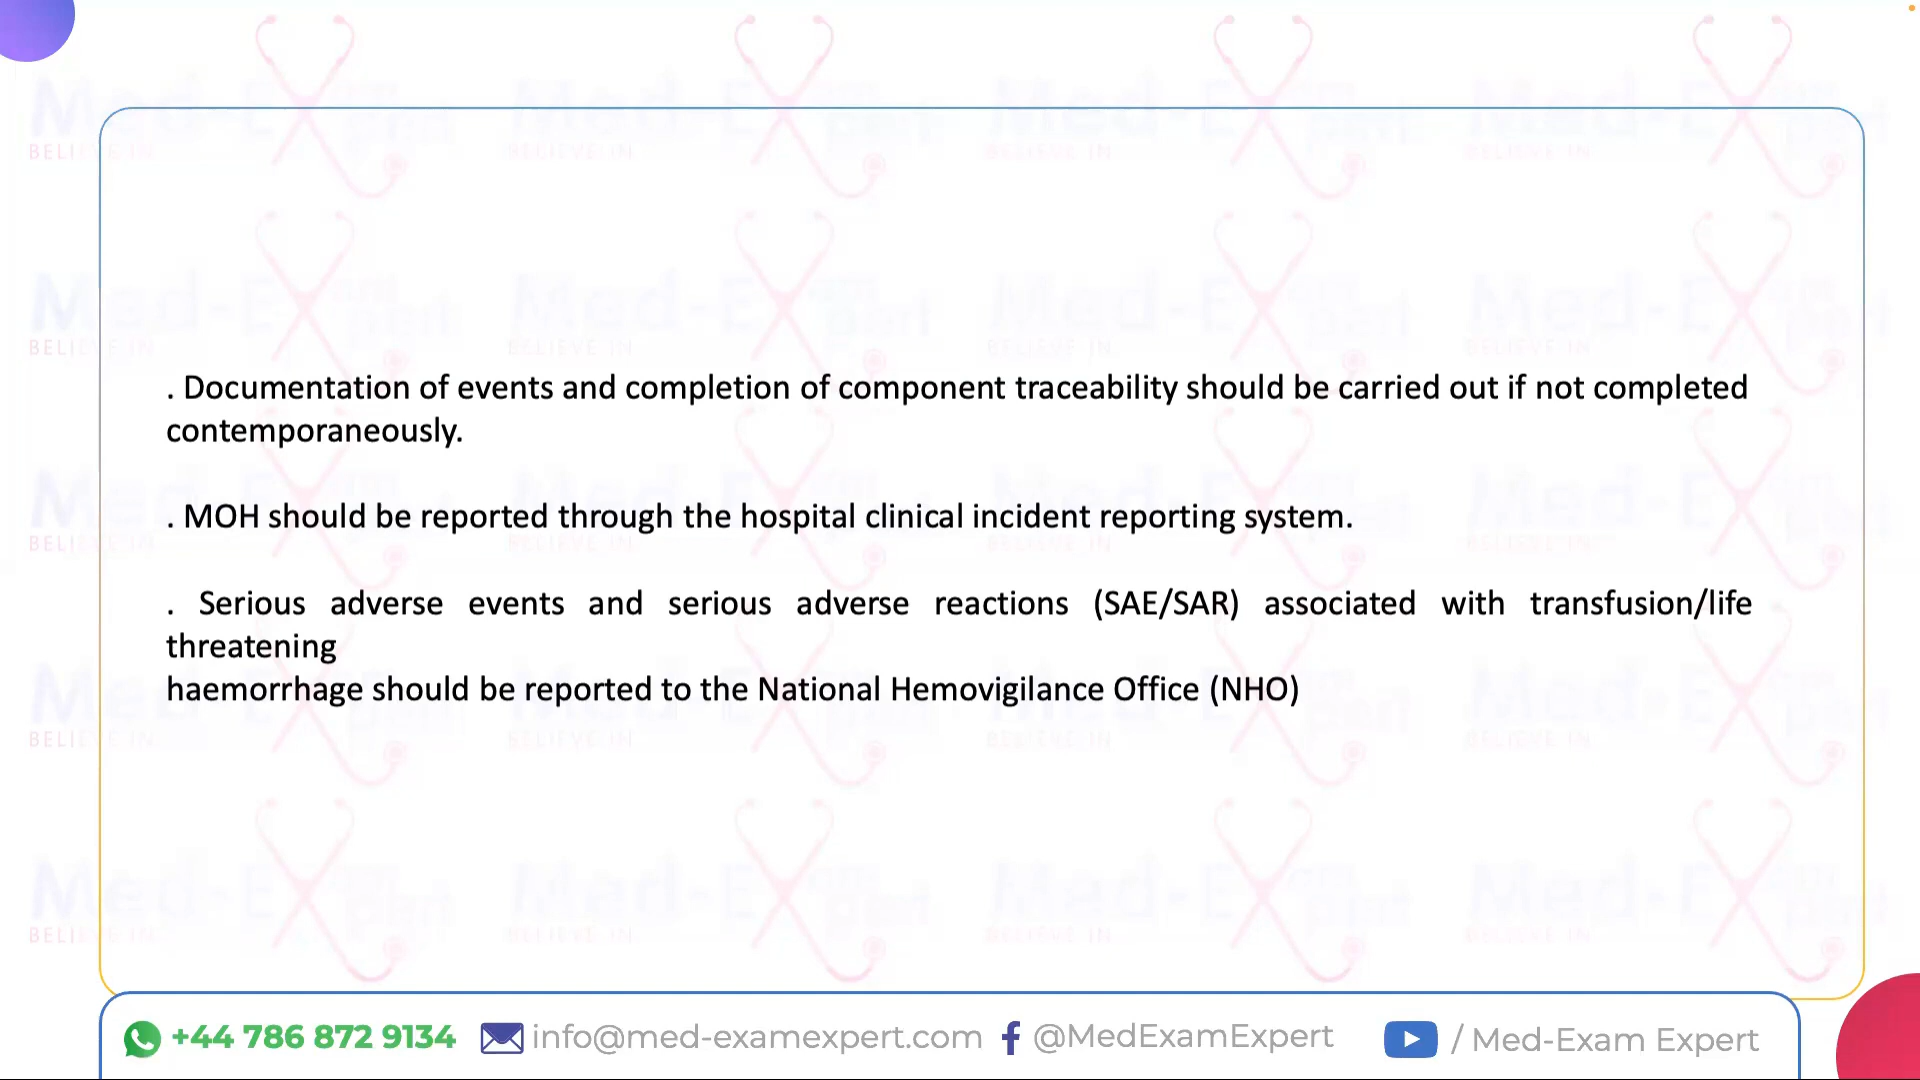 . Documentation of events and completion of component traceability should be carried out if not completed
contemporaneously.
. MOH should be reported through the hospital clinical incident reporting system.
. Serious adverse events and serious adverse reactions (SAE/SAR) associated with transfusion/life
threatening
haemorrhage should be reported to the National Hemovigilance Office (NHO)
+44 786 872 9134 info@med-examexpert.com @MedExamExpert / Med-Exam Expert